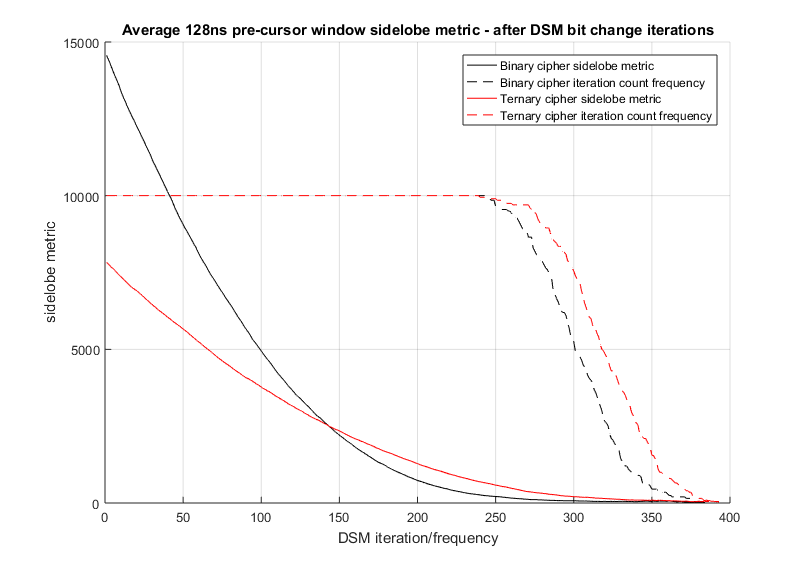 Average 128ns pre-cursor window sidelobe metric - after DSM bit change iterations
15000
Binary cipher sidelobe metric
Binary cipher iteration count frequency
Ternary cipher sidelobe metric
Ternary cipher iteration count frequency
10000
sidelobe metric
5000
0
0 50 100 150 200 250 300 350 400
DSM iteration/frequency